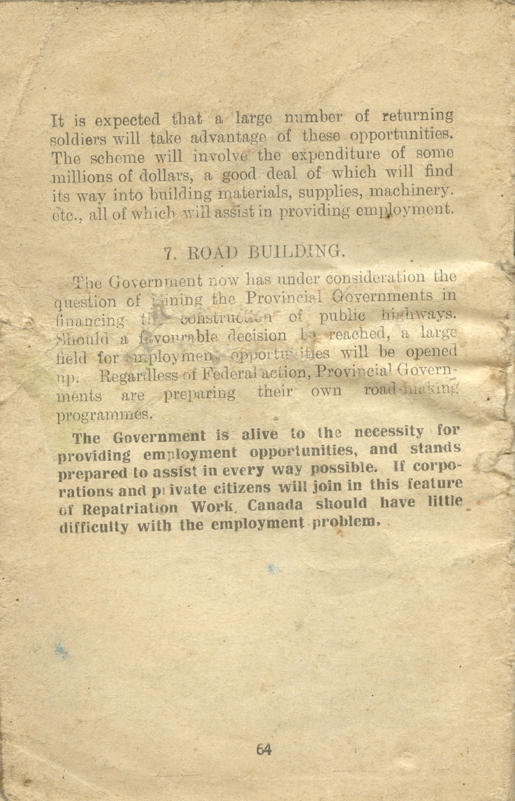 It is expected that a large number of returning
soldiers will take advantage of these opportunities.
The scheme will involve the expenditure of some
millions of dollars, a good deal of which will find
its way into building materials, supplies, machinery.
etc., all of which will assist in providing employment.
7. ROAD BUILDING.
The Government now has under consideration the
question of joining the Provincial Governments in
financing the construction of public highways.
Should a favourable decision be reached, a large
field for employment opportunities will be opened
up. Regardless of Federal action, Provincial Govern-
ments are preparing their own road-making
programmes.
The Government is alive to the necessity for
providing employment opportunities, and stands
prepared to assist in every way possible. If corpo-
rations and private citizens will join in this feature
of Repatriation Work, Canada should have little
difficulty with the employment problem.
64